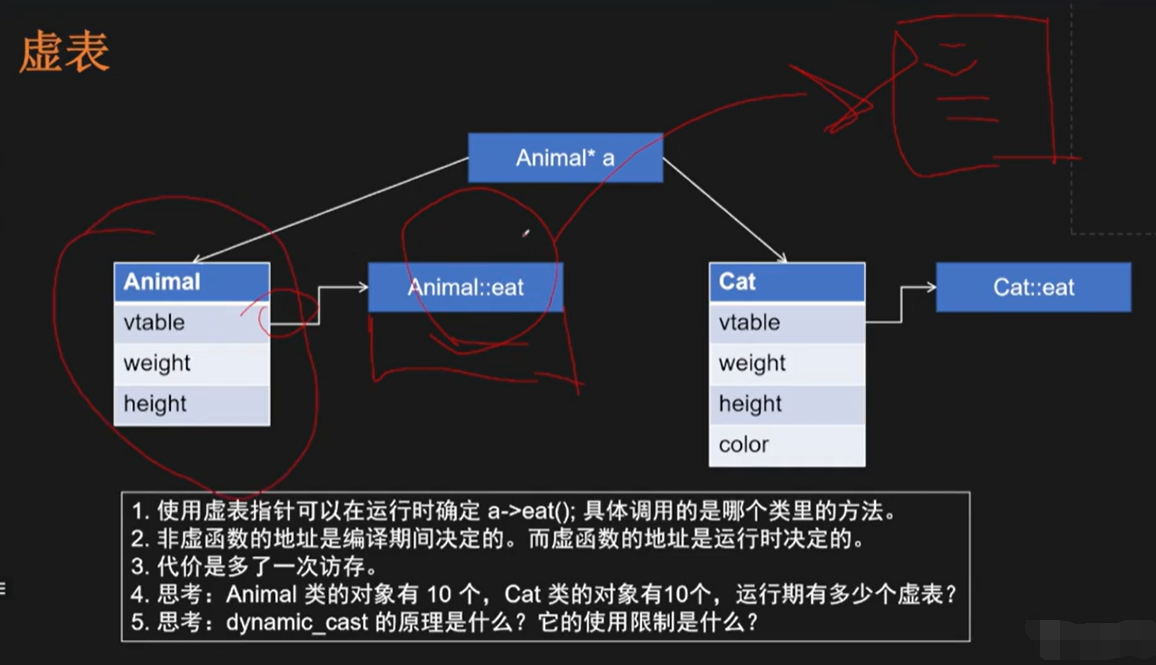 虚表
Animal* a
Animal
vtable
weight
height
Animal::eat
Cat
vtable
weight
height
color
Cat::eat
1. 使用虚表指针可以在运行时确定 a->eat(); 具体调用的是哪个类里的方法。
2. 非虚函数的地址是编译期间决定的。而虚函数的地址是运行时决定的。
3. 代价是多了一次访存。
4. 思考：Animal 类的对象有 10 个，Cat 类的对象有10个，运行期有多少个虚表？
5. 思考：dynamic_cast 的原理是什么？它的使用限制是什么？